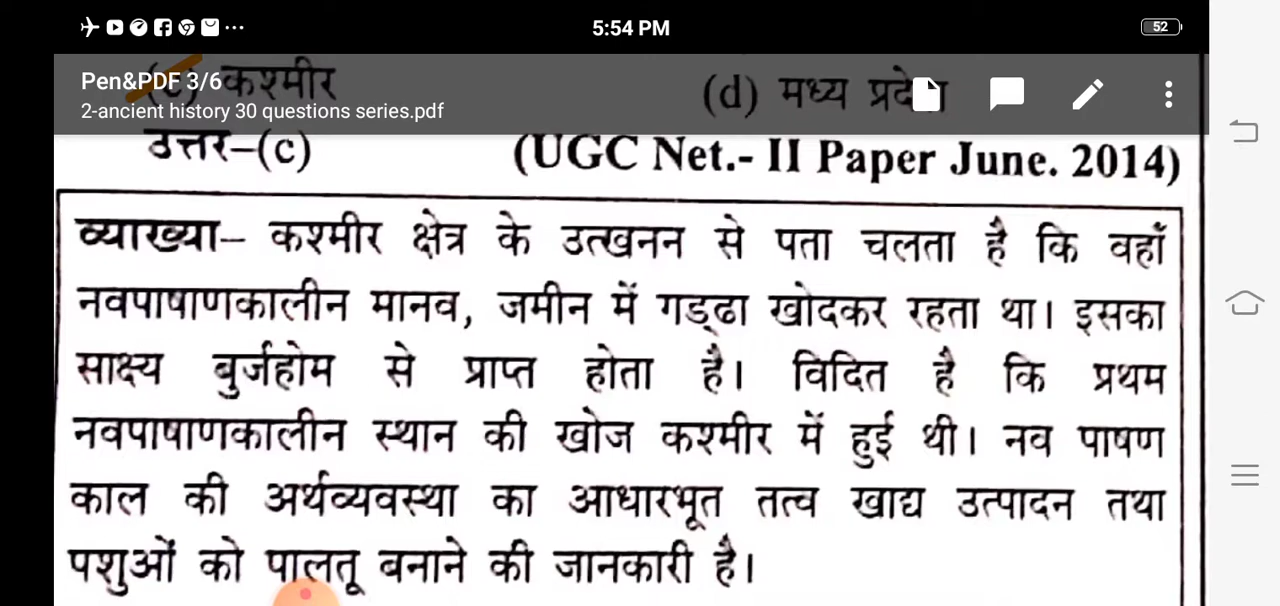 5:54 PM
52
Pen&PDF 3/6
2-ancient history 30 questions series.pdf
(c) कश्मीर
(d) मध्य प्रदेश
उत्तर–(c)
(UGC Net.- II Paper June. 2014)
व्याख्या– कश्मीर क्षेत्र के उत्खनन से पता चलता है कि वहाँ
नवपाषाणकालीन मानव, जमीन में गड्ढा खोदकर रहता था। इसका
साक्ष्य बुर्जहोम से प्राप्त होता है। विदित है कि प्रथम
नवपाषाणकालीन स्थान की खोज कश्मीर में हुई थी। नव पाषण
काल की अर्थव्यवस्था का आधारभूत तत्व खाद्य उत्पादन तथा
पशुओं को पालतू बनाने की जानकारी है।